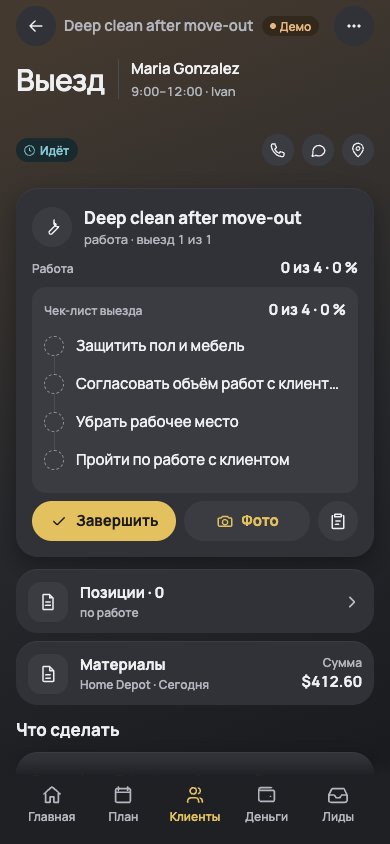 Deep clean after move-out
Демо
Выезд
Maria Gonzalez
9:00–12:00 · Ivan
Идёт
Deep clean after move-out
работа · выезд 1 из 1
Работа
0 из 4 · 0 %
Чек-лист выезда
0 из 4 · 0 %
Защитить пол и мебель
Согласовать объём работ с клиент...
Убрать рабочее место
Пройти по работе с клиентом
Завершить
Фото
Позиции · 0
по работе
Материалы
Home Depot · Сегодня
Сумма
$412.60
Что сделать
Главная
План
Клиенты
Деньги
Лиды